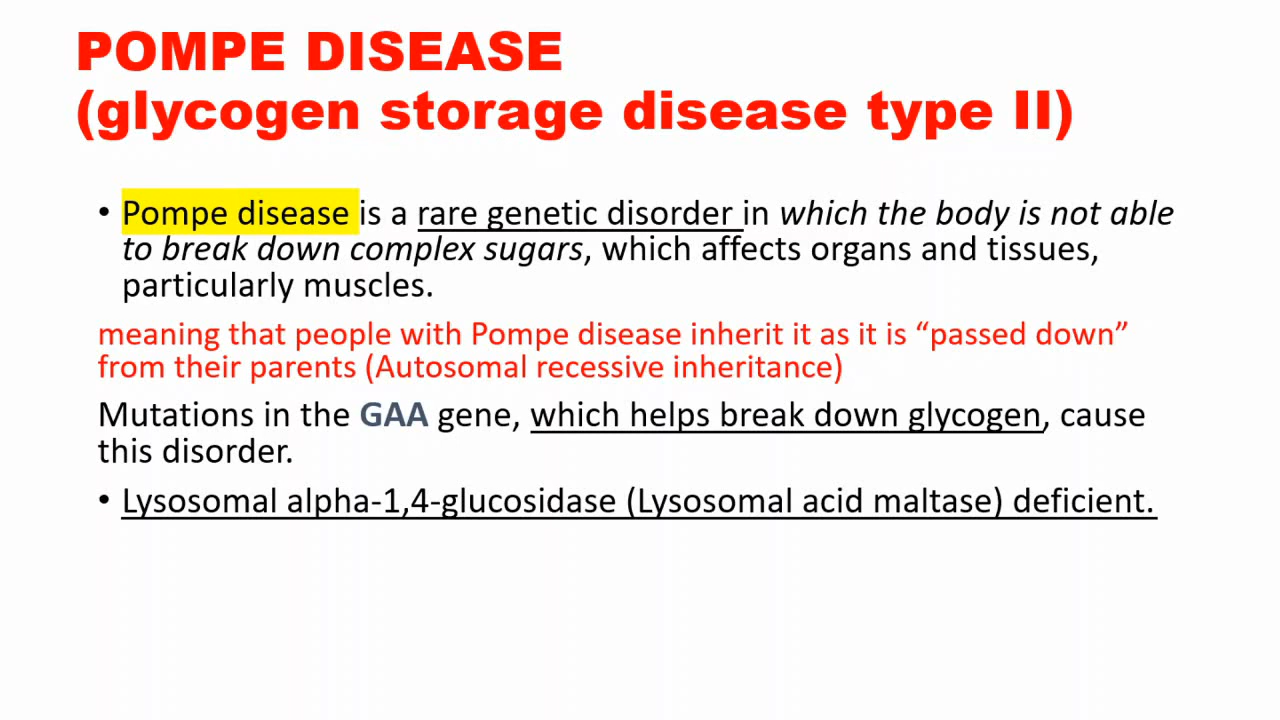 POMPE DISEASE
(glycogen storage disease type II)
• Pompe disease is a rare genetic disorder in which the body is not able
to break down complex sugars, which affects organs and tissues,
particularly muscles.
meaning that people with Pompe disease inherit it as it is “passed down”
from their parents (Autosomal recessive inheritance)
Mutations in the GAA gene, which helps break down glycogen, cause
this disorder.
• Lysosomal alpha-1,4-glucosidase (Lysosomal acid maltase) deficient.